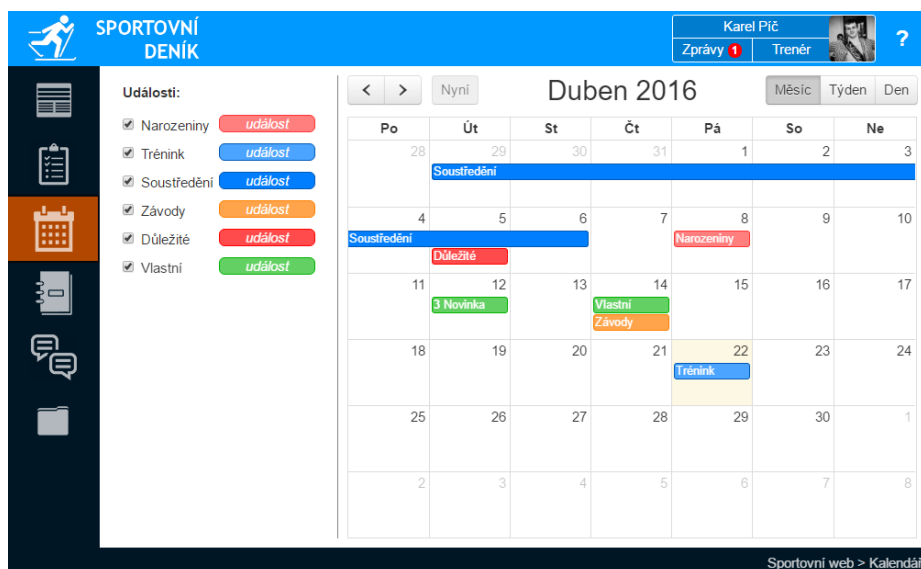 SPORTOVNÍ
DENÍK
Karel Píč
Zprávy 1 Trenér
?
Události:
Narozeniny událost
Trénink událost
Soustředění událost
Závody událost
Důležité událost
Vlastní událost
< > Nyní Duben 2016 Měsíc Týden Den
Po Út St Čt Pá So Ne
28 29 30 31 1 2 3
Soustředění
4 5 6 7 8 9 10
Soustředění Narozeniny
Důležité
11 12 13 14 15 16 17
3 Novinka Vlastní
Závody
18 19 20 21 22 23 24
Trénink
25 26 27 28 29 30 1
2 3 4 5 6 7 8
Sportovní web > Kalendář